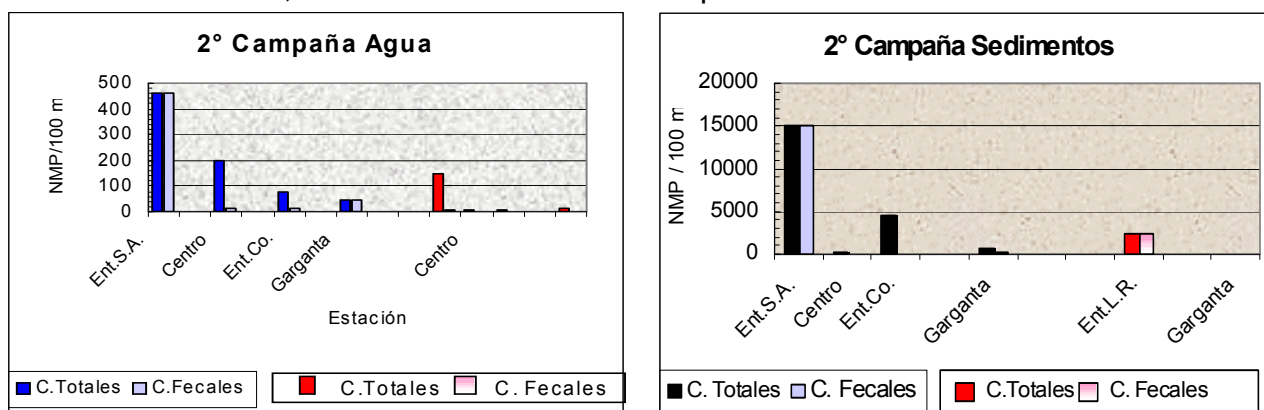 2° Campaña Agua
NMP/100 m
500
400
300
200
100
0
Ent.S.A.
Centro
Ent.Co.
Garganta
Centro
Estación
C.Totales C.Fecales
C.Totales C. Fecales
2° Campaña Sedimentos
NMP / 100 m
20000
15000
10000
5000
0
Ent.S.A.
Centro
Ent.Co.
Garganta
Ent.L.R.
Garganta
C. Totales C. Fecales
C.Totales C. Fecales